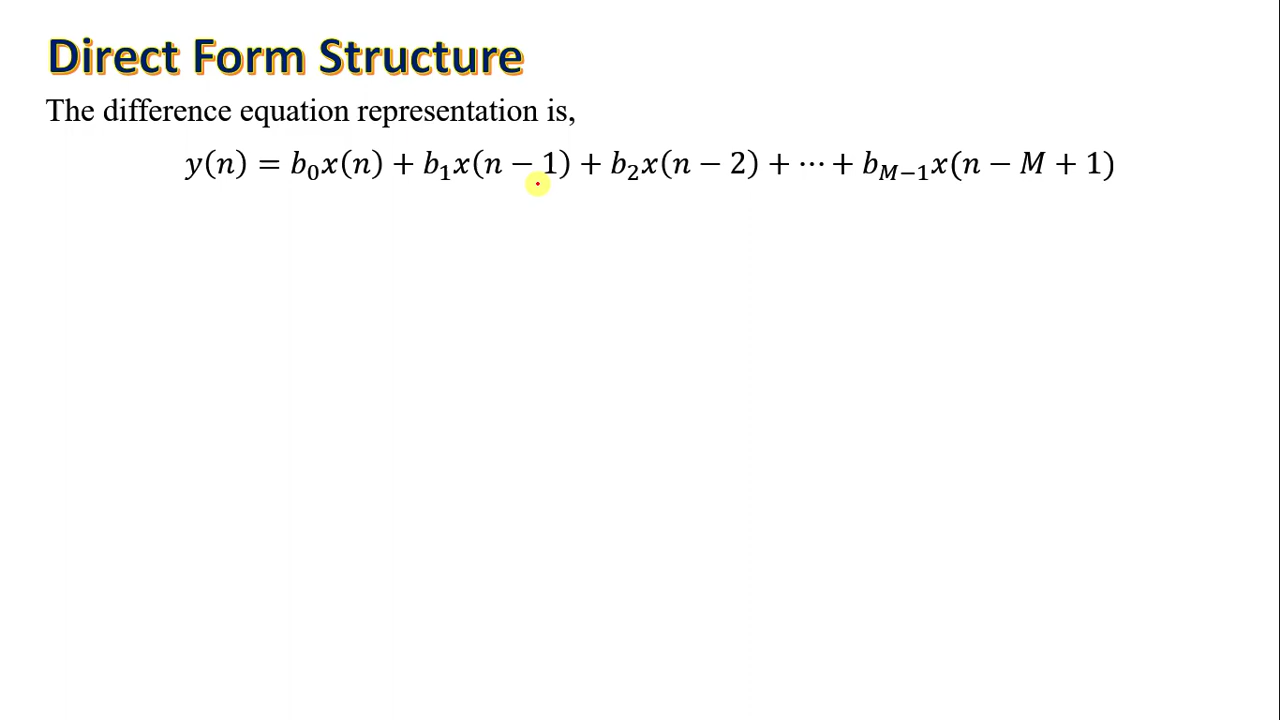 Direct Form Structure
The difference equation representation is,
y(n) = b₀x(n) + b₁x(n − 1) + b₂x(n − 2) + ⋯ + b_{M−1}x(n − M + 1)